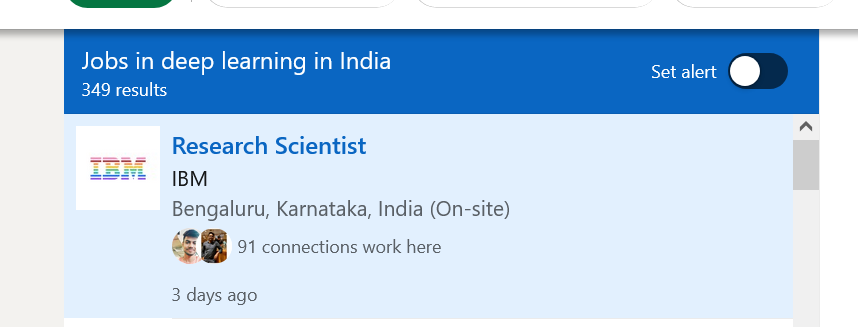 Jobs in deep learning in India
349 results
Set alert
IBM
Research Scientist
IBM
Bengaluru, Karnataka, India (On-site)
91 connections work here
3 days ago